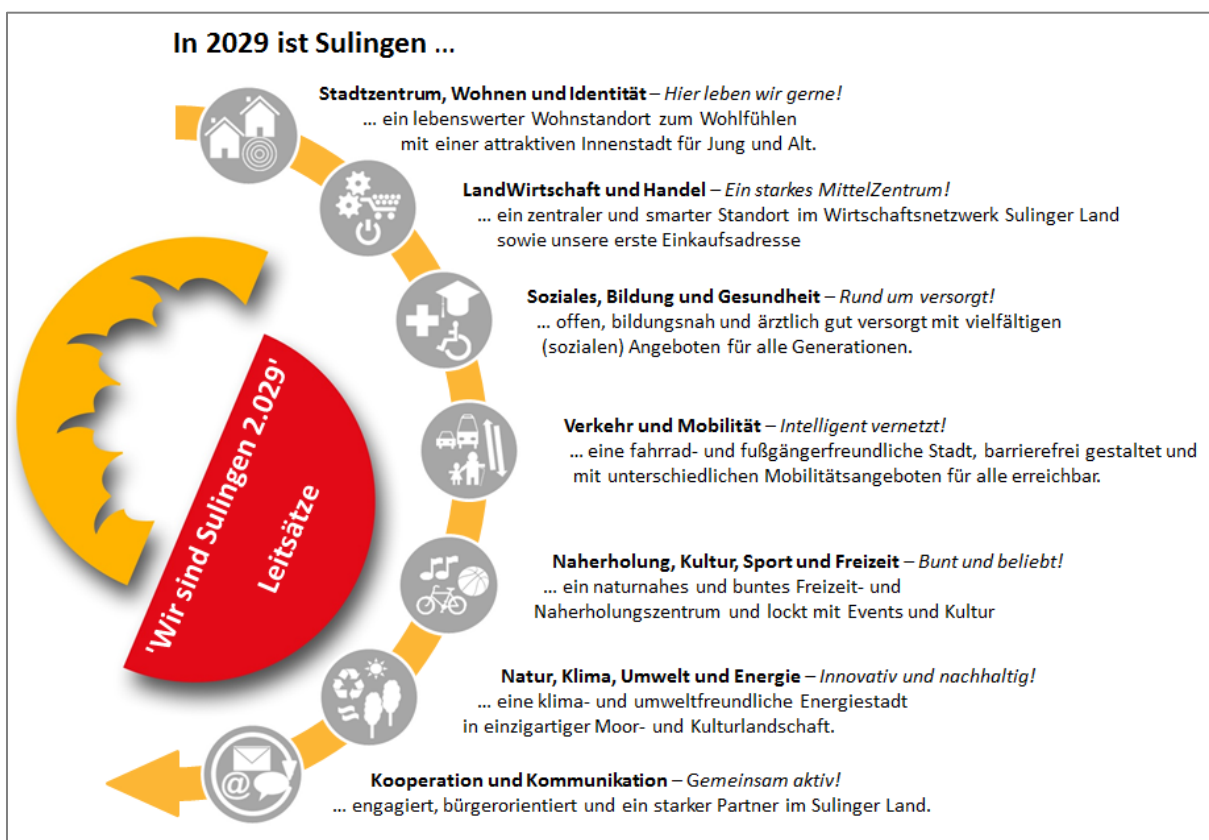 In 2029 ist Sulingen ...
Stadtzentrum, Wohnen und Identität – Hier leben wir gerne!
... ein lebenswerter Wohnstandort zum Wohlfühlen
mit einer attraktiven Innenstadt für Jung und Alt.
LandWirtschaft und Handel – Ein starkes MittelZentrum!
... ein zentraler und smarter Standort im Wirtschaftsnetzwerk Sulinger Land
sowie unsere erste Einkaufsadresse
Soziales, Bildung und Gesundheit – Rund um versorgt!
... offen, bildungsnah und ärztlich gut versorgt mit vielfältigen
(sozialen) Angeboten für alle Generationen.
Verkehr und Mobilität – Intelligent vernetzt!
... eine fahrrad- und fußgängerfreundliche Stadt, barrierefrei gestaltet und
mit unterschiedlichen Mobilitätsangeboten für alle erreichbar.
Naherholung, Kultur, Sport und Freizeit – Bunt und beliebt!
... ein naturnahes und buntes Freizeit- und
Naherholungszentrum und lockt mit Events und Kultur
Natur, Klima, Umwelt und Energie – Innovativ und nachhaltig!
... eine klima- und umweltfreundliche Energiestadt
in einzigartiger Moor- und Kulturlandschaft.
Kooperation und Kommunikation – Gemeinsam aktiv!
... engagiert, bürgerorientiert und ein starker Partner im Sulinger Land.
'Wir sind Sulingen 2.029'
Leitsätze
@